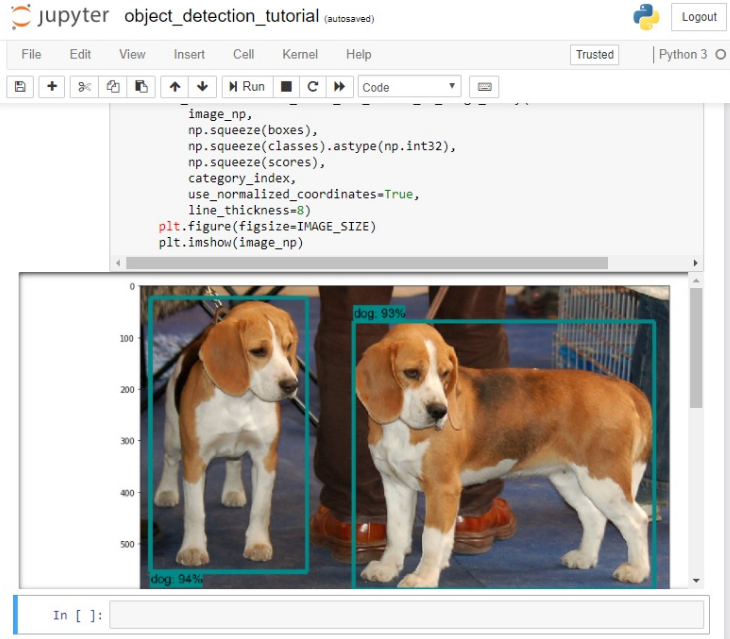 jupyter object_detection_tutorial (autosaved)
Logout
File Edit View Insert Cell Kernel Help
Trusted
Python 3
Run
Code
image_np,
np.squeeze(boxes),
np.squeeze(classes).astype(np.int32),
np.squeeze(scores),
category_index,
use_normalized_coordinates=True,
line_thickness=8)
plt.figure(figsize=IMAGE_SIZE)
plt.imshow(image_np)
0
dog: 93%
100
200
300
400
500
dog: 94%
In [ ]: